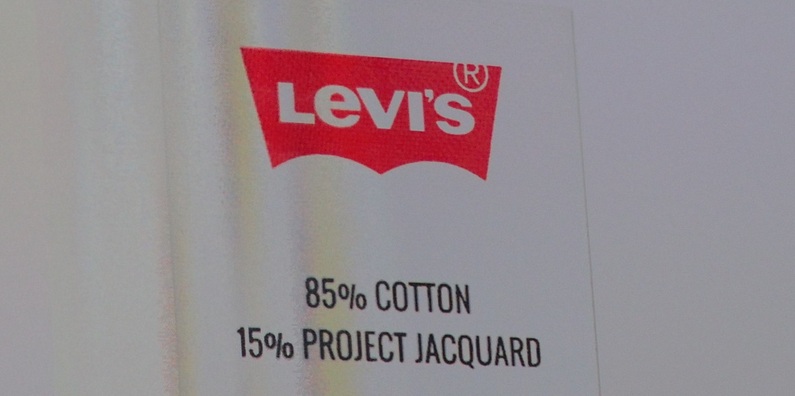 LEVI'S ®
85% COTTON
15% PROJECT JACQUARD